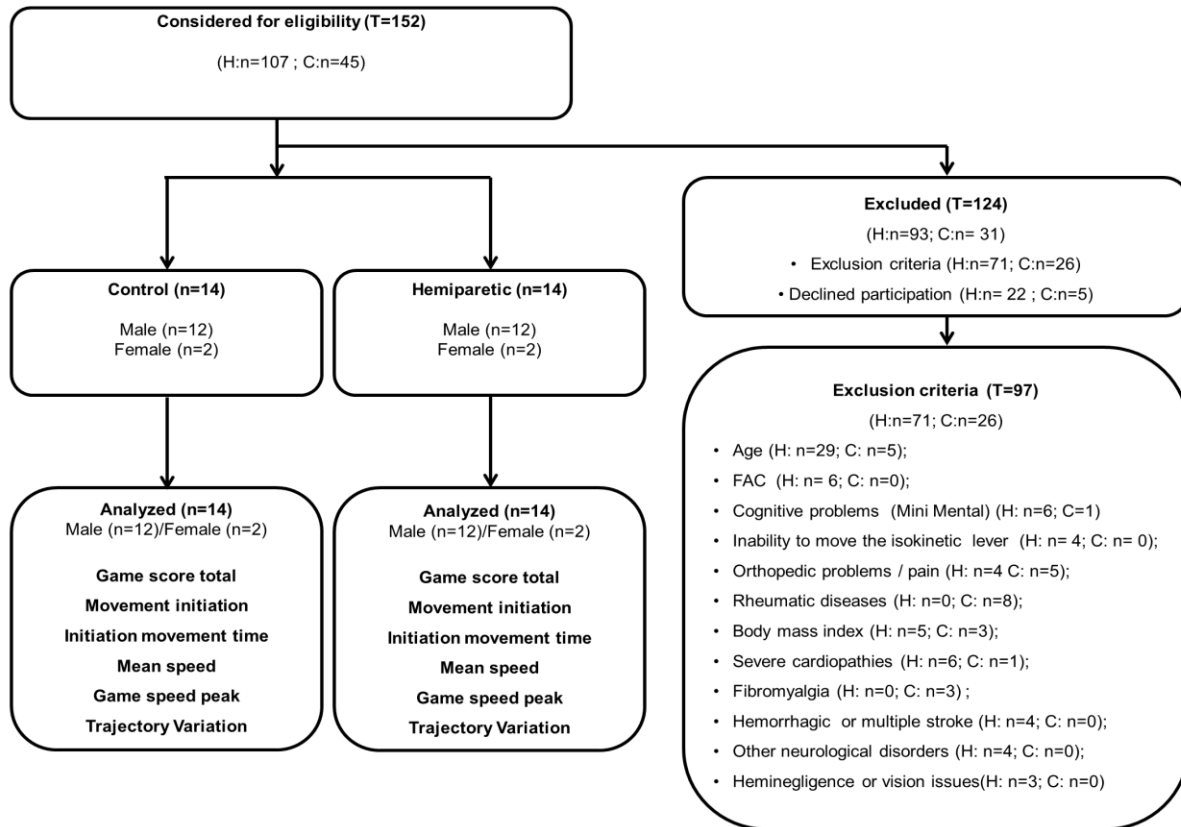 Considered for eligibility (T=152)
(H:n=107 ; C:n=45)
Excluded (T=124)
(H:n=93; C:n= 31)
• Exclusion criteria (H:n=71; C:n=26)
• Declined participation (H:n= 22 ; C:n=5)
Control (n=14)
Male (n=12)
Female (n=2)
Hemiparetic (n=14)
Male (n=12)
Female (n=2)
Analyzed (n=14)
Male (n=12)/Female (n=2)
Game score total
Movement initiation
Initiation movement time
Mean speed
Game speed peak
Trajectory Variation
Analyzed (n=14)
Male (n=12)/Female (n=2)
Game score total
Movement initiation
Initiation movement time
Mean speed
Game speed peak
Trajectory Variation
Exclusion criteria (T=97)
(H:n=71; C:n=26)
• Age (H: n=29; C: n=5);
• FAC (H: n= 6; C: n=0);
• Cognitive problems (Mini Mental) (H: n=6; C=1)
• Inability to move the isokinetic lever (H: n= 4; C: n= 0);
• Orthopedic problems / pain (H: n=4 C: n=5);
• Rheumatic diseases (H: n=0; C: n=8);
• Body mass index (H: n=5; C: n=3);
• Severe cardiopathies (H: n=6; C: n=1);
• Fibromyalgia (H: n=0; C: n=3) ;
• Hemorrhagic or multiple stroke (H: n=4; C: n=0);
• Other neurological disorders (H: n=4; C: n=0);
• Heminegligence or vision issues(H: n=3; C: n=0)